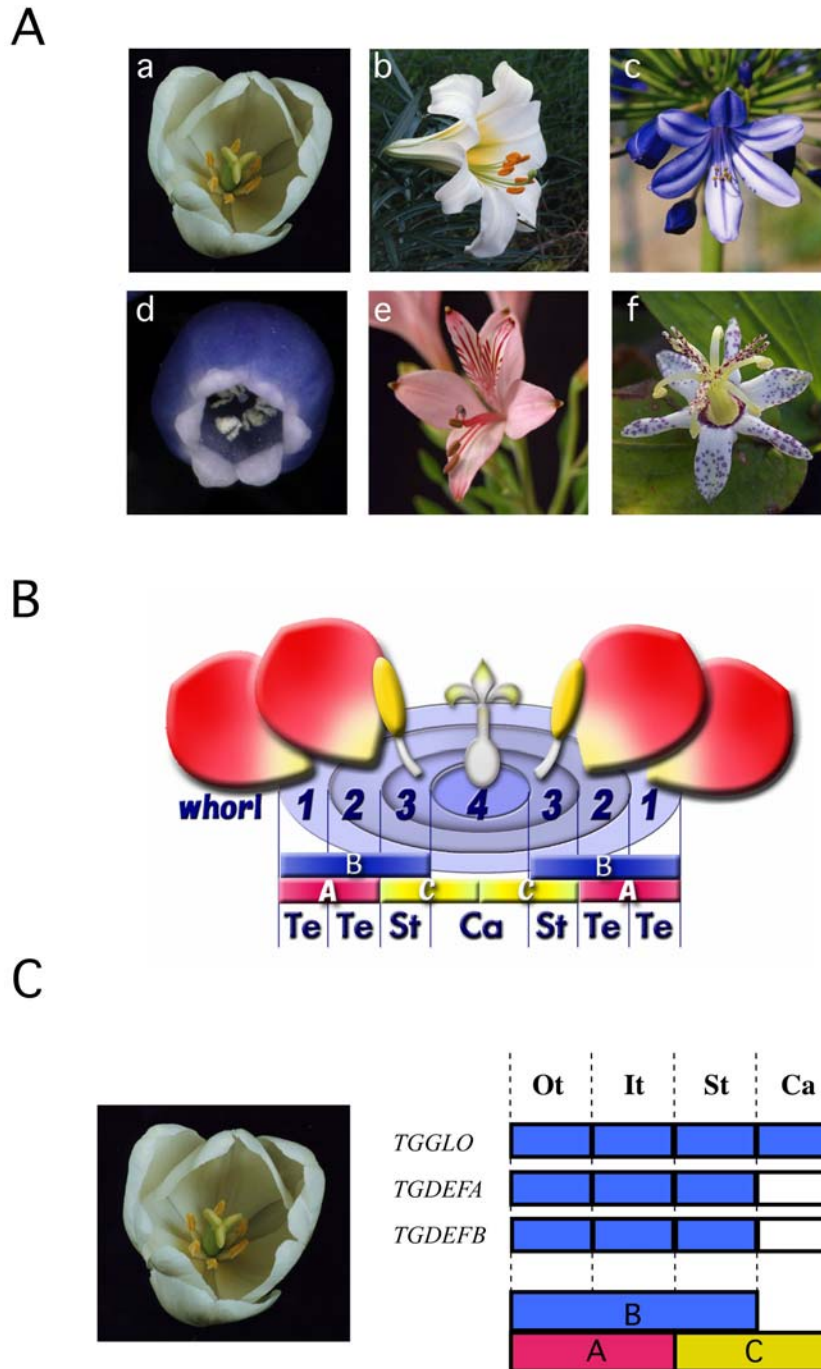 A
a b c
d e f
B
whorl 1 2 3 4 3 2 1
B B
A C C A
Te Te St Ca St Te Te
C
Ot It St Ca
TGGLO
TGDEFA
TGDEFB
B
A C